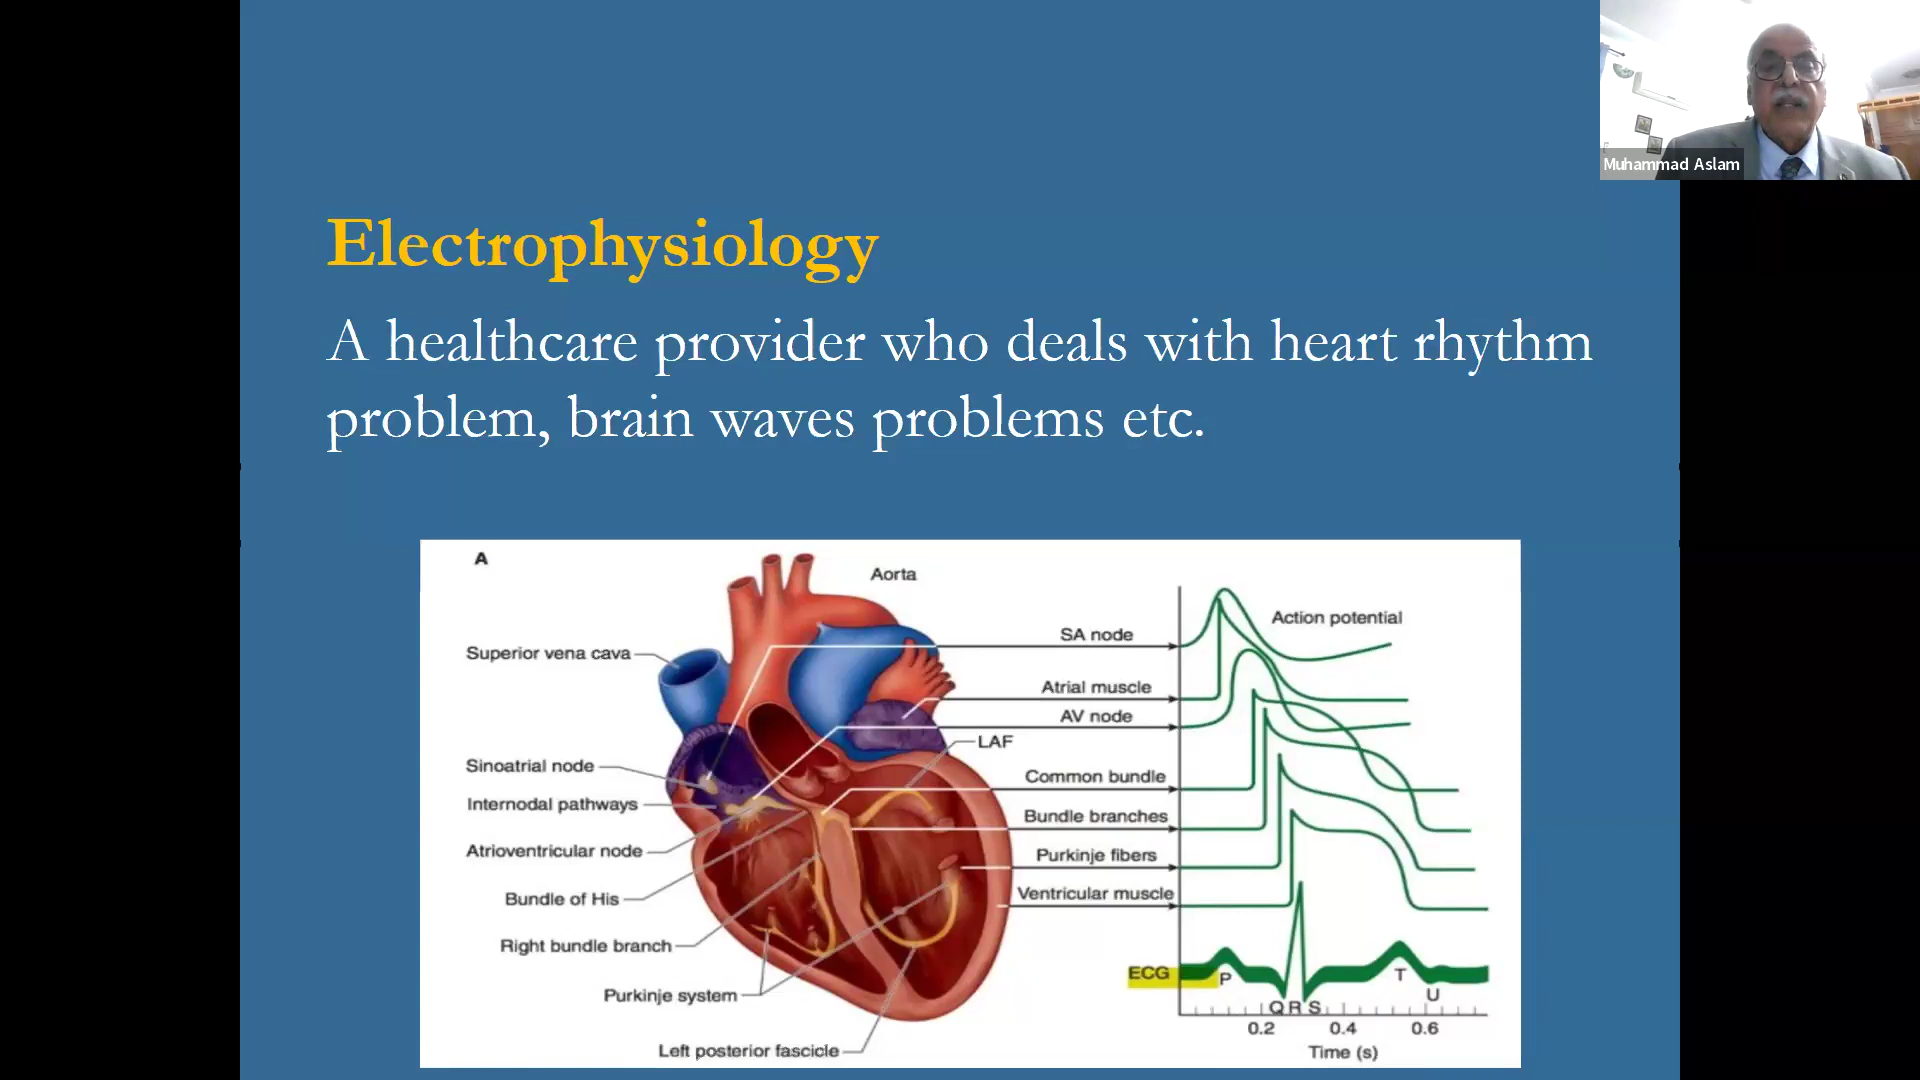 Muhammad Aslam
Electrophysiology
A healthcare provider who deals with heart rhythm
problem, brain waves problems etc.
A
Aorta
Superior vena cava
Sinoatrial node
Internodal pathways
Atrioventricular node
Bundle of His
Right bundle branch
Purkinje system
Left posterior fascicle
SA node
Atrial muscle
AV node
LAF
Common bundle
Bundle branches
Purkinje fibers
Ventricular muscle
Action potential
ECG
P
Q R S
T
U
0.2 0.4 0.6
Time (s)